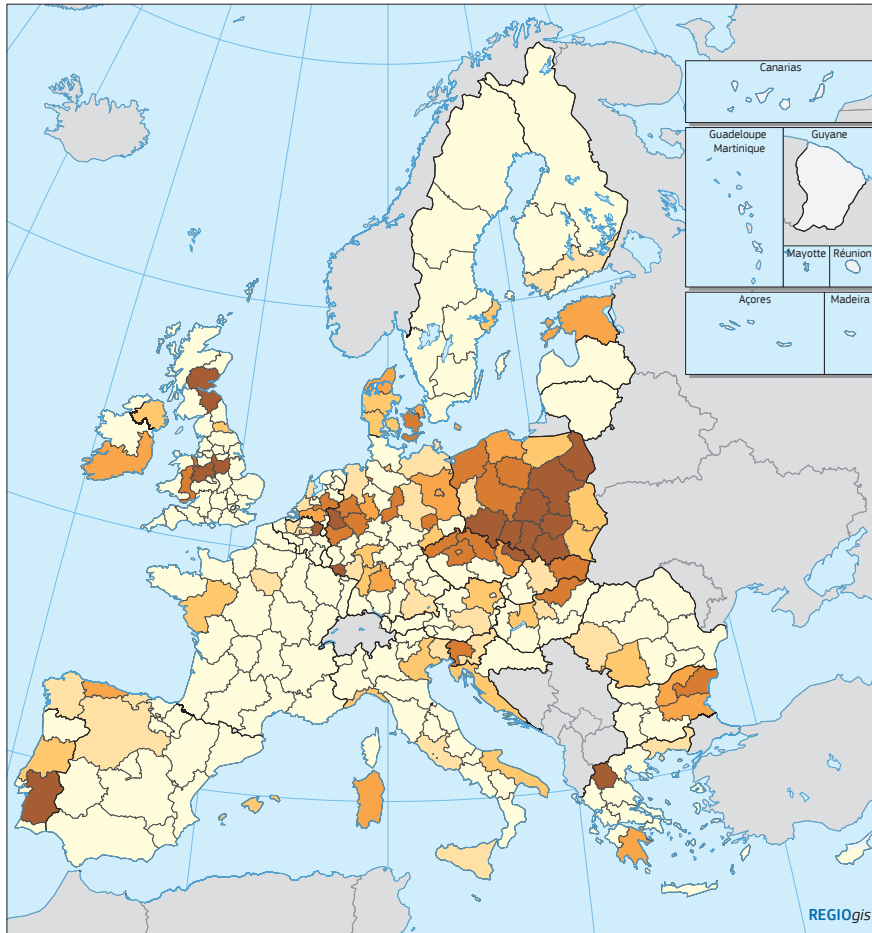 Canarias
Guadeloupe
Martinique
Guyane
Mayotte
Réunion
Açores
Madeira
REGIOgis